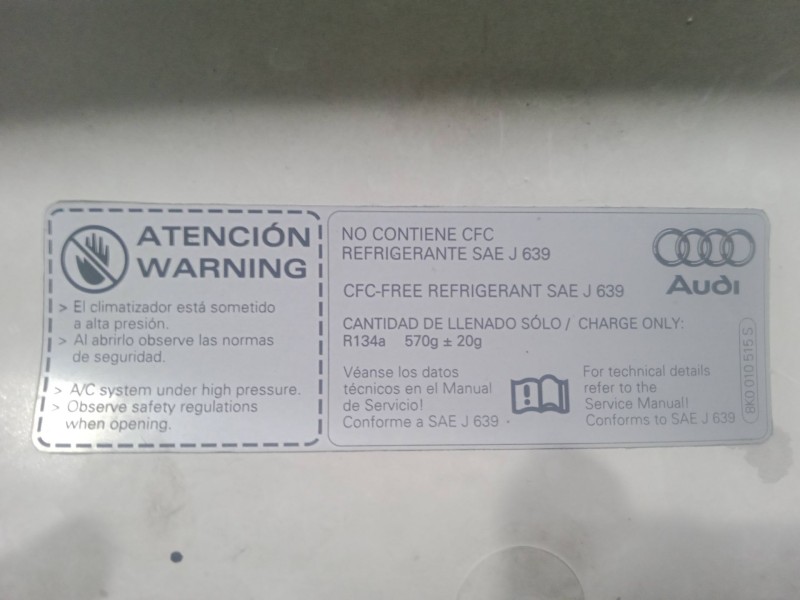 ATENCIÓN
WARNING
> El climatizador está sometido
a alta presión.
> Al abrirlo observe las normas
de seguridad.
> A/C system under high pressure.
> Observe safety regulations
when opening.
NO CONTIENE CFC
REFRIGERANTE SAE J 639
CFC-FREE REFRIGERANT SAE J 639
CANTIDAD DE LLENADO SÓLO / CHARGE ONLY:
R134a 570g ± 20g
Véanse los datos
técnicos en el Manual
de Servicio!
Conforme a SAE J 639
For technical details
refer to the
Service Manual!
Conforms to SAE J 639
Audi
8K0 010 515 S